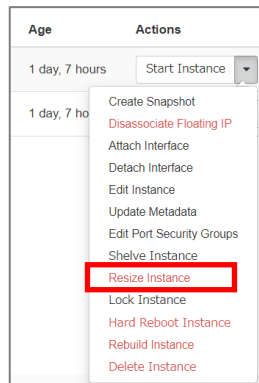 Age Actions
1 day, 7 hours Start Instance
1 day, 7 ho
Create Snapshot
Disassociate Floating IP
Attach Interface
Detach Interface
Edit Instance
Update Metadata
Edit Port Security Groups
Shelve Instance
Resize Instance
Lock Instance
Hard Reboot Instance
Rebuild Instance
Delete Instance